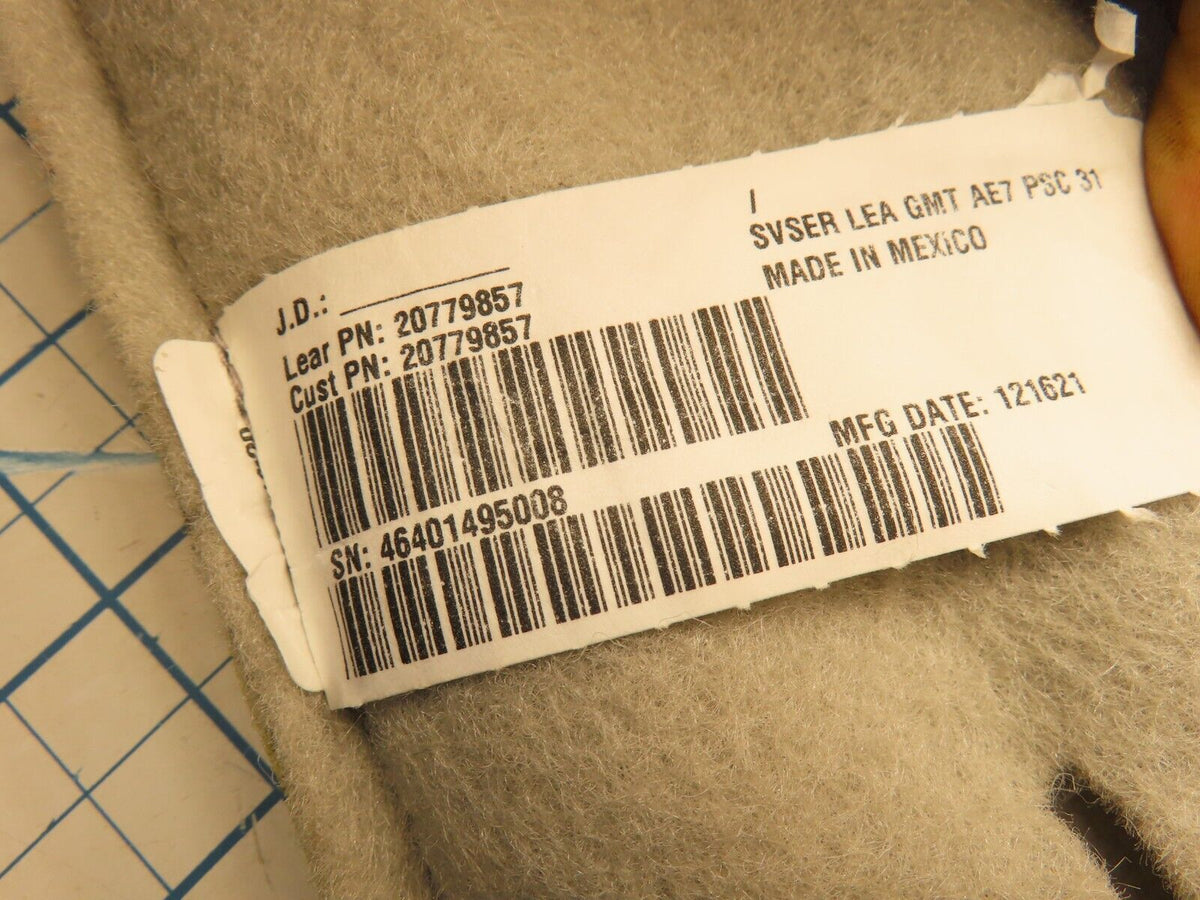 /
SVSER LEA GMT AE7 PSC 31
MADE IN MEXICO
J.D.: ___________
Lear PN: 20779857
Cust PN: 20779857
MFG DATE: 121621
SN: 46401495008